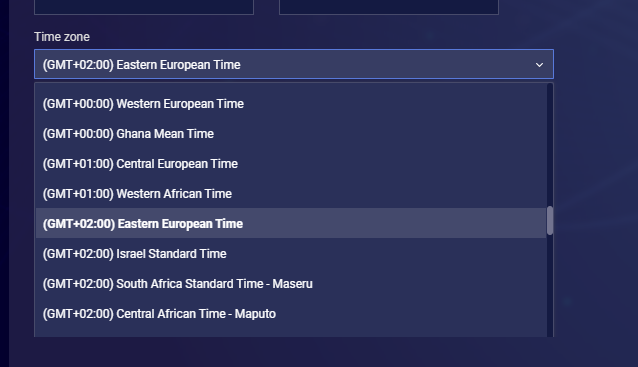 Time zone
(GMT+02:00) Eastern European Time
(GMT+00:00) Western European Time
(GMT+00:00) Ghana Mean Time
(GMT+01:00) Central European Time
(GMT+01:00) Western African Time
(GMT+02:00) Eastern European Time
(GMT+02:00) Israel Standard Time
(GMT+02:00) South Africa Standard Time - Maseru
(GMT+02:00) Central African Time - Maputo